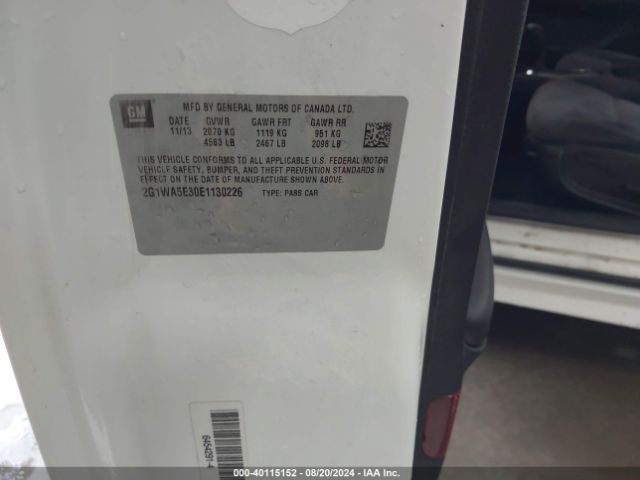 GM
MFD BY GENERAL MOTORS OF CANADA LTD.
DATE GVWR GAWR FRT GAWR RR
11/13 2070 KG 1119 KG 951 KG
4563 LB 2467 LB 2096 LB
THIS VEHICLE CONFORMS TO ALL APPLICABLE U.S. FEDERAL MOTOR
VEHICLE SAFETY, BUMPER, AND THEFT PREVENTION STANDARDS IN
EFFECT ON THE DATE OF MANUFACTURE SHOWN ABOVE.
2G1WA5E30E1130226 TYPE: PASS CAR
6454291-4
000-40115152 - 08/20/2024 - IAA Inc.